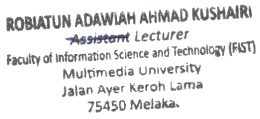 ROBIATUN ADAWIAH AHMAD KUSHAIRI
Assistant Lecturer
Faculty of Information Science and Technology (FIST)
Multimedia University
Jalan Ayer Keroh Lama
75450 Melaka.